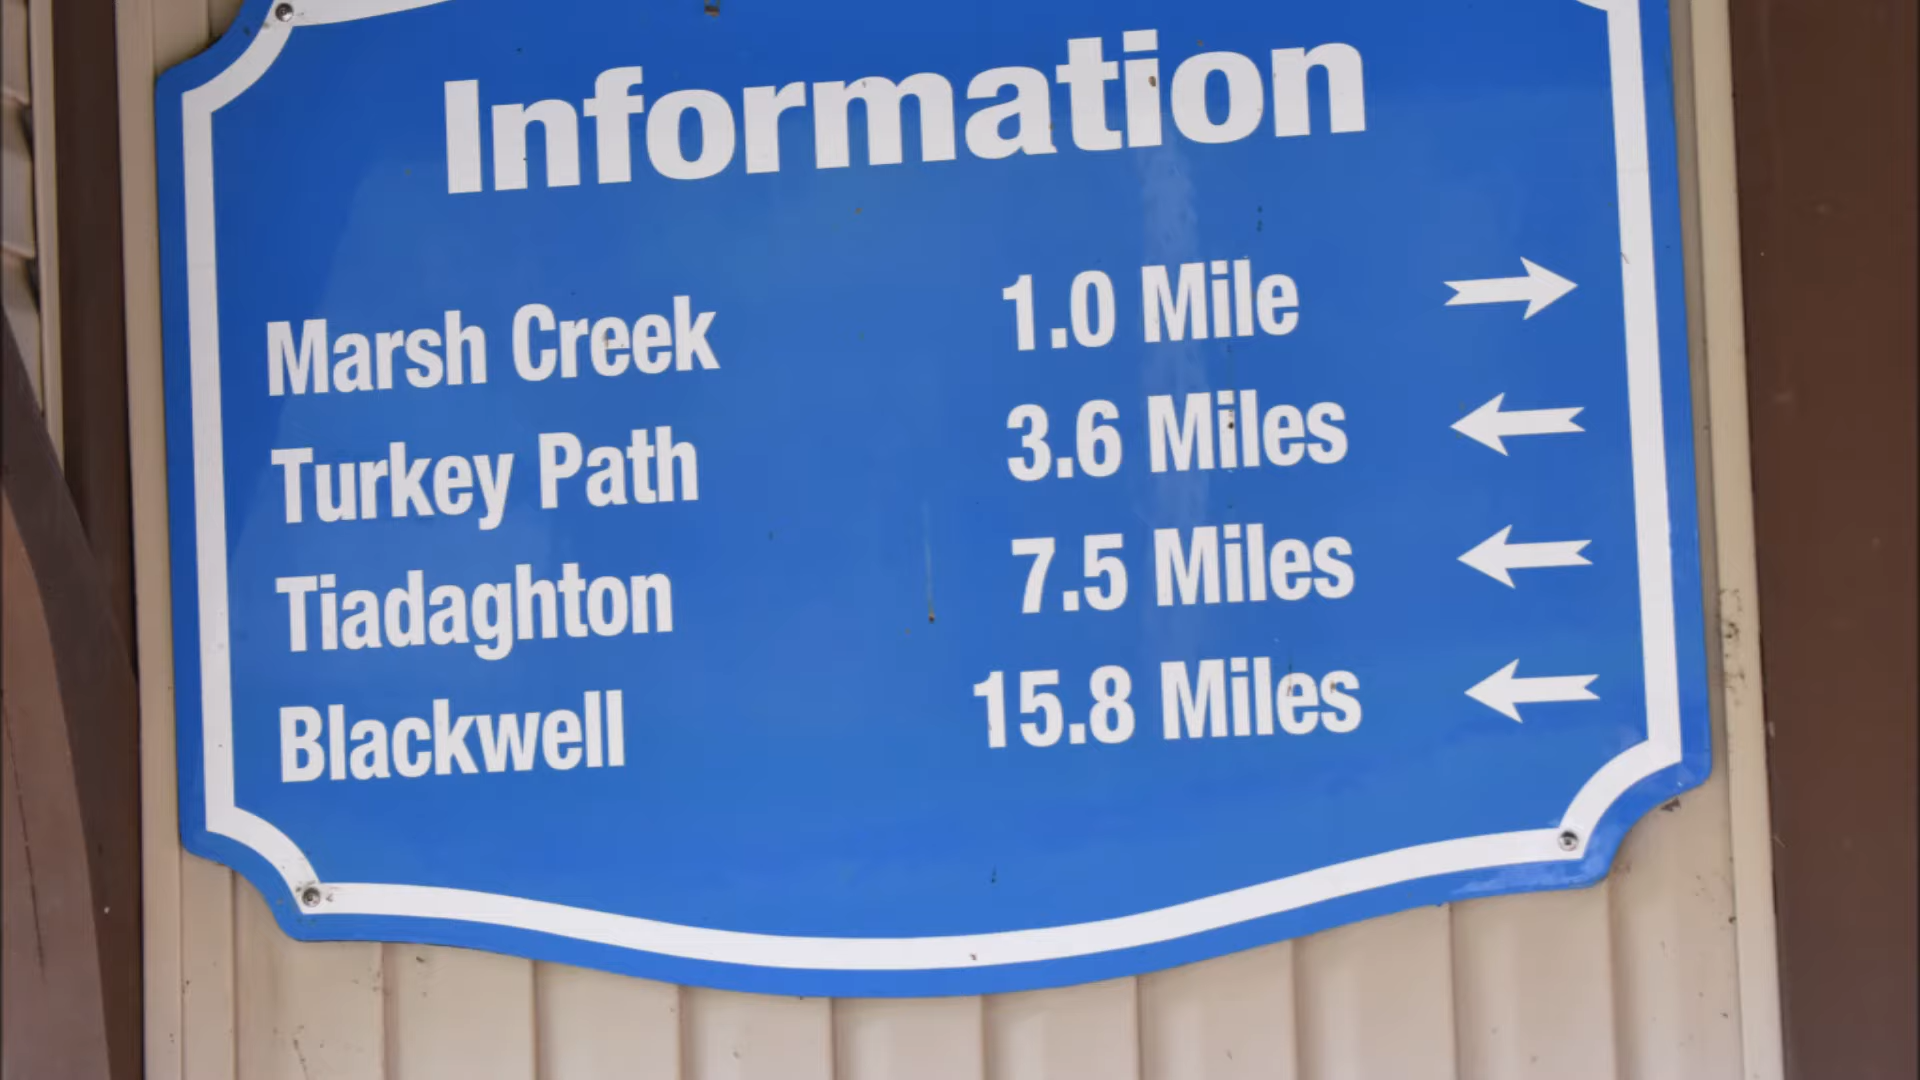 Information
Marsh Creek 1.0 Mile →
Turkey Path 3.6 Miles ←
Tiadaghton 7.5 Miles ←
Blackwell 15.8 Miles ←